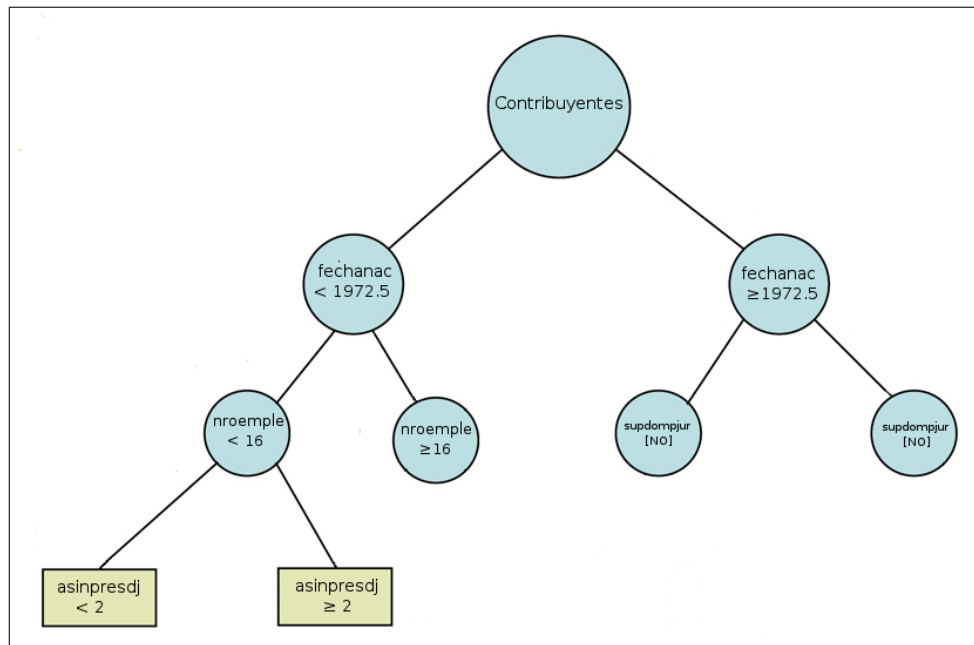 Contribuyentes
fechanac
< 1972.5
fechanac
≥1972.5
nroemple
< 16
nroemple
≥16
supdompjur
[NO]
supdompjur
[NO]
asinpresdj
< 2
asinpresdj
≥ 2